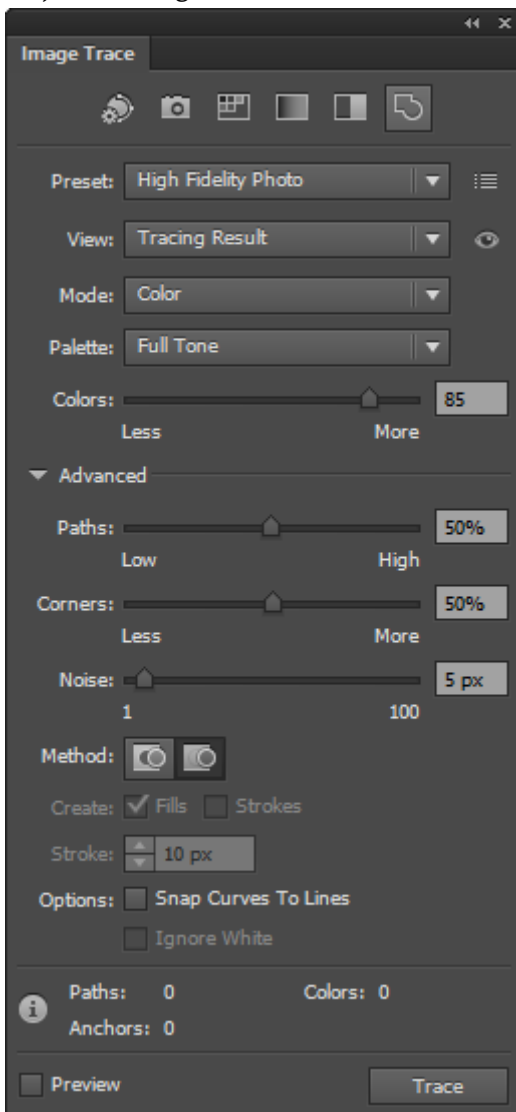 Image Trace
Preset: High Fidelity Photo
View: Tracing Result
Mode: Color
Palette: Full Tone
Colors: 85
Less More
Advanced
Paths: 50%
Low High
Corners: 50%
Less More
Noise: 5 px
1 100
Method:
Create: Fills Strokes
Stroke: 10 px
Options: Snap Curves To Lines
Ignore White
Paths: 0 Colors: 0
Anchors: 0
Preview Trace